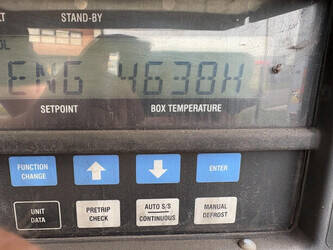 STAND-BY
ENG 4638H
SETPOINT BOX TEMPERATURE
FUNCTION CHANGE
ENTER
UNIT DATA
PRETRIP CHECK
AUTO S/S
CONTINUOUS
MANUAL DEFROST